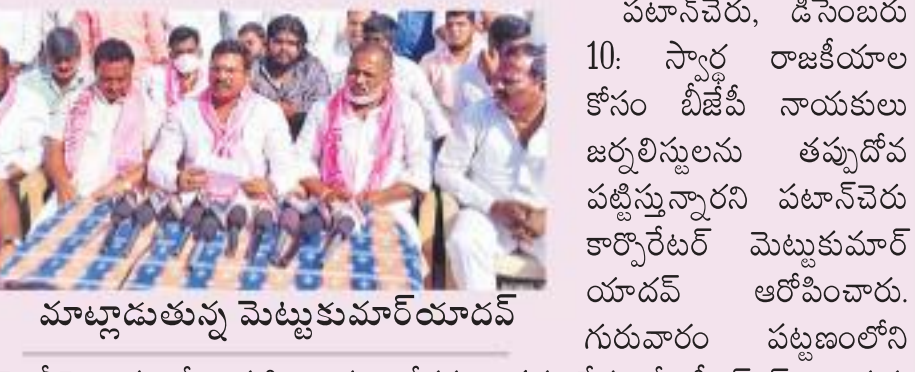 పటాన్‌చెరు, డిసెంబరు
10: స్వార్థ రాజకీయాల
కోసం బీజేపీ నాయకులు
జర్నలిస్టులను తప్పుదోవ
పట్టిస్తున్నారని పటాన్‌చెరు
కార్పొరేటర్ మెట్టుకుమార్
యాదవ్ ఆరోపించారు.
గురువారం పట్టణంలోని
మాట్లాడుతున్న మెట్టుకుమార్‌యాదవ్